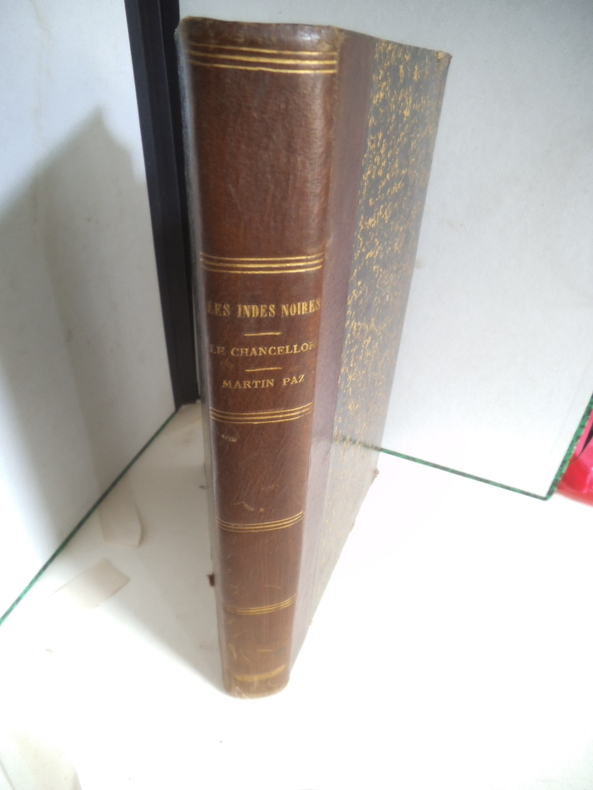 LES INDES NOIRES
LE CHANCELLOR
MARTIN PAZ